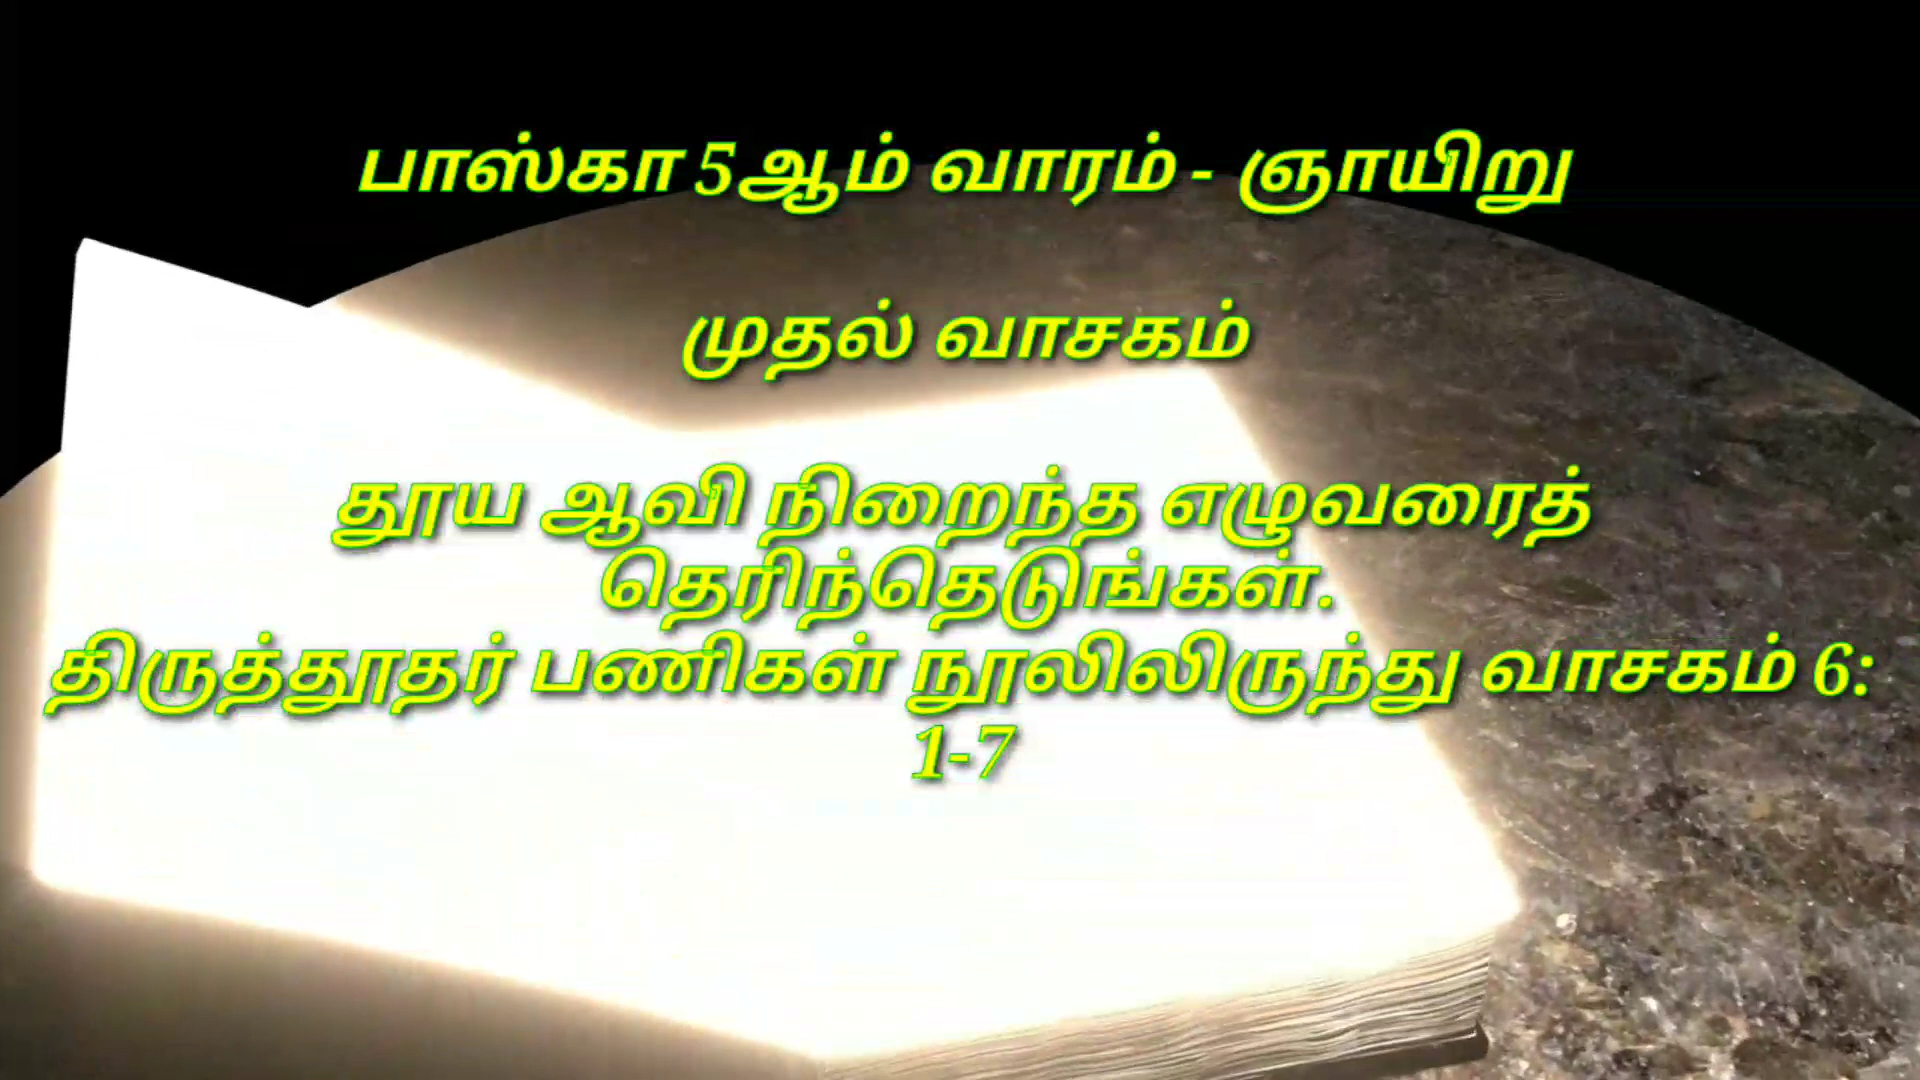 பாஸ்கா 5ஆம் வாரம் - ஞாயிறு
முதல் வாசகம்
தூய ஆவி நிறைந்த எழுவரைத்
தெரிந்தெடுங்கள்.
திருத்தூதர் பணிகள் நூலிலிருந்து வாசகம் 6:
1-7